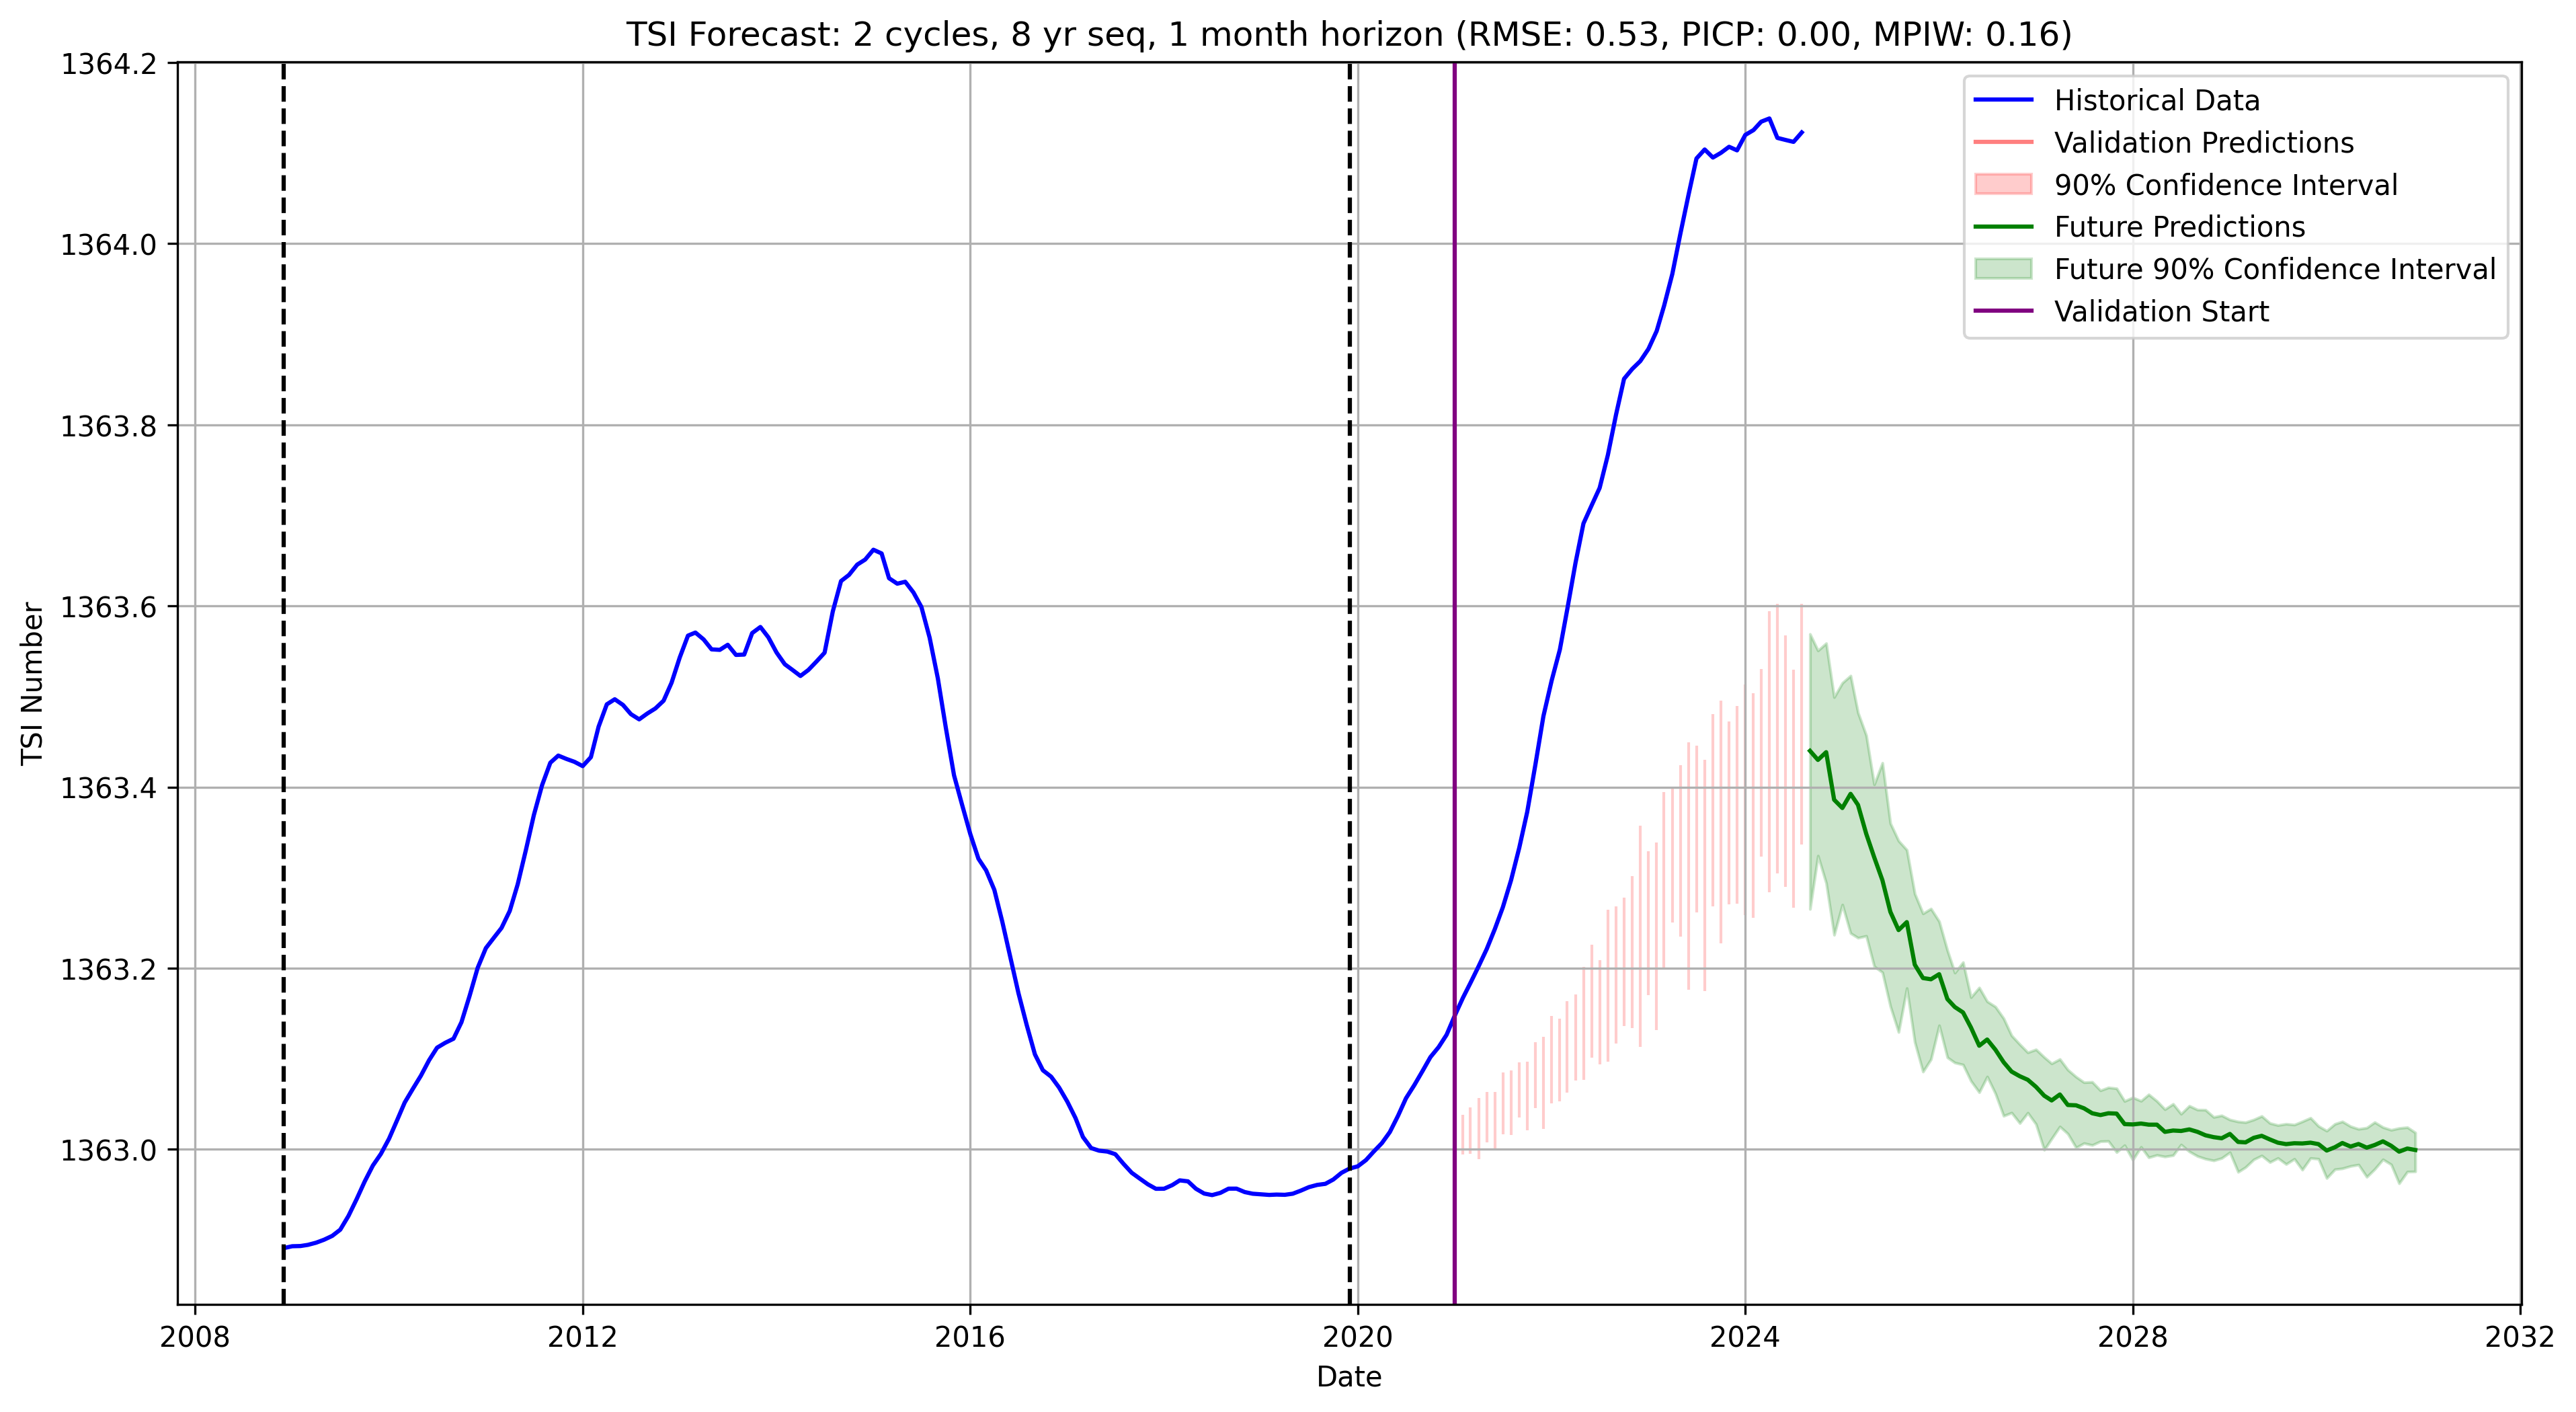 TSI Forecast: 2 cycles, 8 yr seq, 1 month horizon (RMSE: 0.53, PICP: 0.00, MPIW: 0.16)
1364.2
1364.0
1363.8
1363.6
1363.4
1363.2
1363.0
TSI Number
Historical Data
Validation Predictions
90% Confidence Interval
Future Predictions
Future 90% Confidence Interval
Validation Start
2008 2012 2016 2020 2024 2028 2032
Date